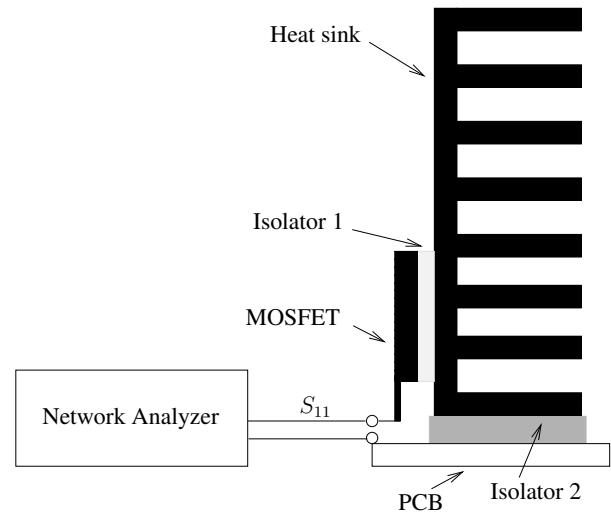 Heat sink
Isolator 1
MOSFET
S11
Network Analyzer
Isolator 2
PCB